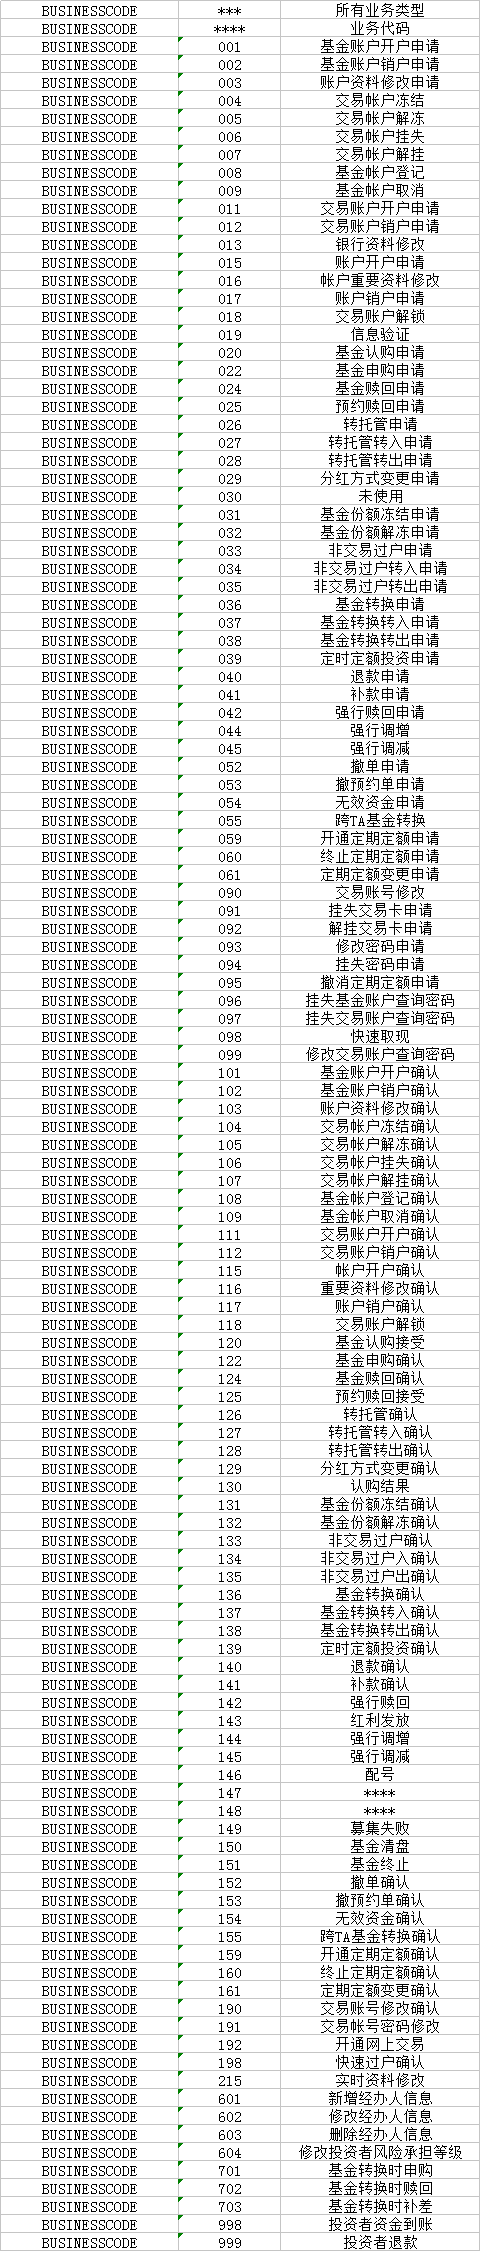 BUSINESSCODE *** 所有业务类型
BUSINESSCODE **** 业务代码
BUSINESSCODE 001 基金账户开户申请
BUSINESSCODE 002 基金账户销户申请
BUSINESSCODE 003 账户资料修改申请
BUSINESSCODE 004 交易帐户冻结
BUSINESSCODE 005 交易帐户解冻
BUSINESSCODE 006 交易帐户挂失
BUSINESSCODE 007 交易帐户解挂
BUSINESSCODE 008 基金帐户登记
BUSINESSCODE 009 基金帐户取消
BUSINESSCODE 011 交易账户开户申请
BUSINESSCODE 012 交易账户销户申请
BUSINESSCODE 013 银行资料修改
BUSINESSCODE 015 账户开户申请
BUSINESSCODE 016 帐户重要资料修改
BUSINESSCODE 017 账户销户申请
BUSINESSCODE 018 交易账户解锁
BUSINESSCODE 019 信息验证
BUSINESSCODE 020 基金认购申请
BUSINESSCODE 022 基金申购申请
BUSINESSCODE 024 基金赎回申请
BUSINESSCODE 025 预约赎回申请
BUSINESSCODE 026 转托管申请
BUSINESSCODE 027 转托管转入申请
BUSINESSCODE 028 转托管转出申请
BUSINESSCODE 029 分红方式变更申请
BUSINESSCODE 030 未使用
BUSINESSCODE 031 基金份额冻结申请
BUSINESSCODE 032 基金份额解冻申请
BUSINESSCODE 033 非交易过户申请
BUSINESSCODE 034 非交易过户转入申请
BUSINESSCODE 035 非交易过户转出申请
BUSINESSCODE 036 基金转换申请
BUSINESSCODE 037 基金转换转入申请
BUSINESSCODE 038 基金转换转出申请
BUSINESSCODE 039 定时定额投资申请
BUSINESSCODE 040 退款申请
BUSINESSCODE 041 补款申请
BUSINESSCODE 042 强行赎回申请
BUSINESSCODE 044 强行调增
BUSINESSCODE 045 强行调减
BUSINESSCODE 052 撤单申请
BUSINESSCODE 053 撤预约单申请
BUSINESSCODE 054 无效资金申请
BUSINESSCODE 055 跨TA基金转换
BUSINESSCODE 059 开通定期定额申请
BUSINESSCODE 060 终止定期定额申请
BUSINESSCODE 061 定期定额变更申请
BUSINESSCODE 090 交易账号修改
BUSINESSCODE 091 挂失交易卡申请
BUSINESSCODE 092 解挂交易卡申请
BUSINESSCODE 093 修改密码申请
BUSINESSCODE 094 挂失密码申请
BUSINESSCODE 095 撤消定期定额申请
BUSINESSCODE 096 挂失基金账户查询密码
BUSINESSCODE 097 挂失交易账户查询密码
BUSINESSCODE 098 快速取现
BUSINESSCODE 099 修改交易账户查询密码
BUSINESSCODE 101 基金账户开户确认
BUSINESSCODE 102 基金账户销户确认
BUSINESSCODE 103 账户资料修改确认
BUSINESSCODE 104 交易帐户冻结确认
BUSINESSCODE 105 交易帐户解冻确认
BUSINESSCODE 106 交易帐户挂失确认
BUSINESSCODE 107 交易帐户解挂确认
BUSINESSCODE 108 基金帐户登记确认
BUSINESSCODE 109 基金帐户取消确认
BUSINESSCODE 111 交易账户开户确认
BUSINESSCODE 112 交易账户销户确认
BUSINESSCODE 115 帐户开户确认
BUSINESSCODE 116 重要资料修改确认
BUSINESSCODE 117 账户销户确认
BUSINESSCODE 118 交易账户解锁
BUSINESSCODE 120 基金认购接受
BUSINESSCODE 122 基金申购确认
BUSINESSCODE 124 基金赎回确认
BUSINESSCODE 125 预约赎回接受
BUSINESSCODE 126 转托管确认
BUSINESSCODE 127 转托管转入确认
BUSINESSCODE 128 转托管转出确认
BUSINESSCODE 129 分红方式变更确认
BUSINESSCODE 130 认购结果
BUSINESSCODE 131 基金份额冻结确认
BUSINESSCODE 132 基金份额解冻确认
BUSINESSCODE 133 非交易过户确认
BUSINESSCODE 134 非交易过户入确认
BUSINESSCODE 135 非交易过户出确认
BUSINESSCODE 136 基金转换确认
BUSINESSCODE 137 基金转换转入确认
BUSINESSCODE 138 基金转换转出确认
BUSINESSCODE 139 定时定额投资确认
BUSINESSCODE 140 退款确认
BUSINESSCODE 141 补款确认
BUSINESSCODE 142 强行赎回
BUSINESSCODE 143 红利发放
BUSINESSCODE 144 强行调增
BUSINESSCODE 145 强行调减
BUSINESSCODE 146 配号
BUSINESSCODE 147 ****
BUSINESSCODE 148 ****
BUSINESSCODE 149 募集失败
BUSINESSCODE 150 基金清盘
BUSINESSCODE 151 基金终止
BUSINESSCODE 152 撤单确认
BUSINESSCODE 153 撤预约单确认
BUSINESSCODE 154 无效资金确认
BUSINESSCODE 155 跨TA基金转换确认
BUSINESSCODE 159 开通定期定额确认
BUSINESSCODE 160 终止定期定额确认
BUSINESSCODE 161 定期定额变更确认
BUSINESSCODE 190 交易账号修改确认
BUSINESSCODE 191 交易帐号密码修改
BUSINESSCODE 192 开通网上交易
BUSINESSCODE 198 快速过户确认
BUSINESSCODE 215 实时资料修改
BUSINESSCODE 601 新增经办人信息
BUSINESSCODE 602 修改经办人信息
BUSINESSCODE 603 删除经办人信息
BUSINESSCODE 604 修改投资者风险承担等级
BUSINESSCODE 701 基金转换时申购
BUSINESSCODE 702 基金转换时赎回
BUSINESSCODE 703 基金转换时补差
BUSINESSCODE 998 投资者资金到账
BUSINESSCODE 999 投资者退款